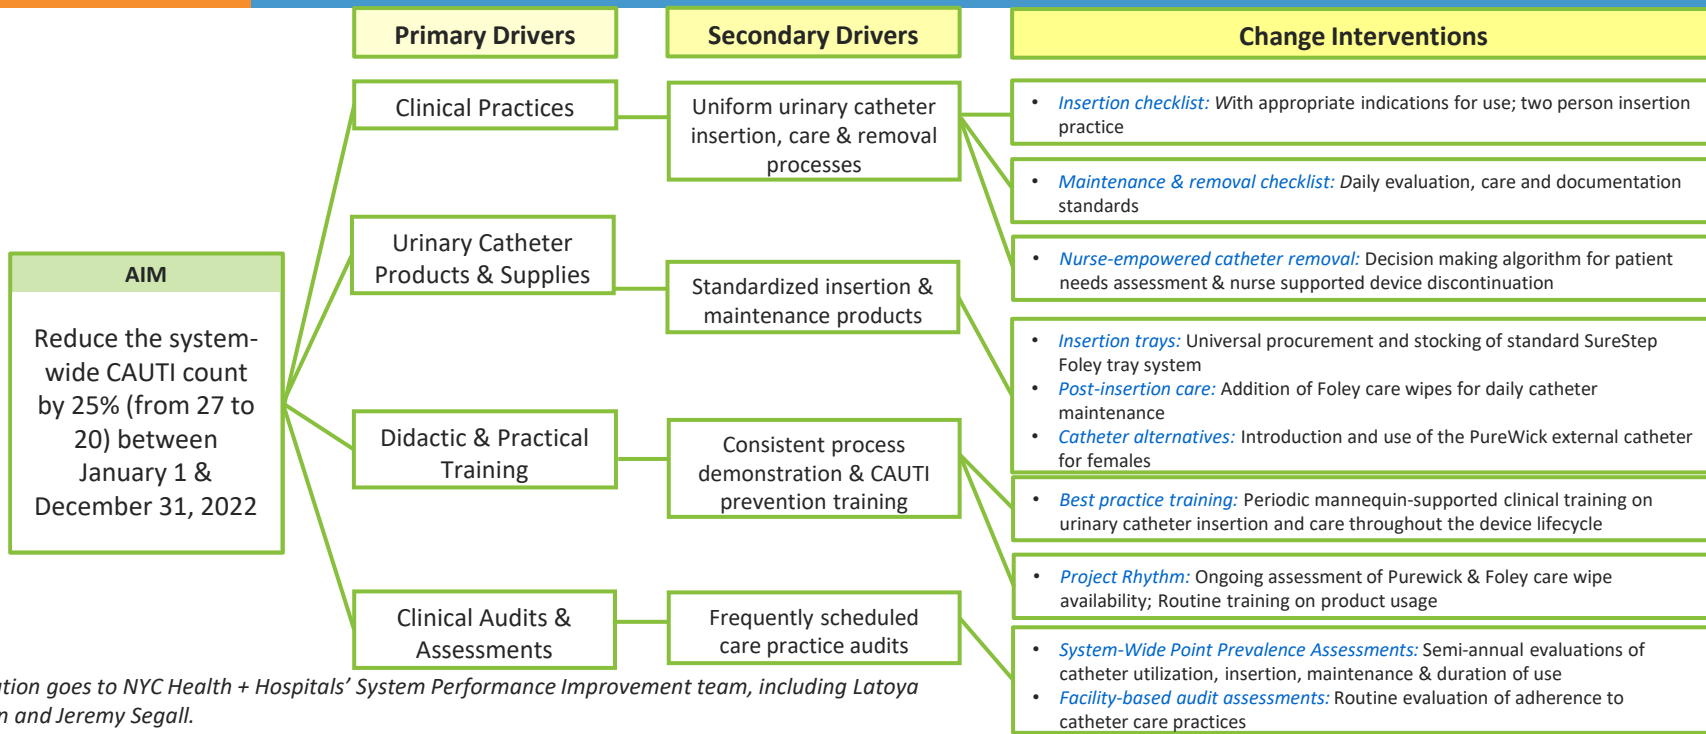 Primary Drivers
Secondary Drivers
Change Interventions
AIM
Reduce the system-
wide CAUTI count
by 25% (from 27 to
20) between
January 1 &
December 31, 2022
Clinical Practices
Urinary Catheter
Products & Supplies
Didactic & Practical
Training
Clinical Audits &
Assessments
Uniform urinary catheter
insertion, care & removal
processes
Standardized insertion &
maintenance products
Consistent process
demonstration & CAUTI
prevention training
Frequently scheduled
care practice audits
• Insertion checklist: With appropriate indications for use; two person insertion
practice
• Maintenance & removal checklist: Daily evaluation, care and documentation
standards
• Nurse-empowered catheter removal: Decision making algorithm for patient
needs assessment & nurse supported device discontinuation
• Insertion trays: Universal procurement and stocking of standard SureStep
Foley tray system
• Post-insertion care: Addition of Foley care wipes for daily catheter
maintenance
• Catheter alternatives: Introduction and use of the PureWick external catheter
for females
• Best practice training: Periodic mannequin-supported clinical training on
urinary catheter insertion and care throughout the device lifecycle
• Project Rhythm: Ongoing assessment of Purewick & Foley care wipe
availability; Routine training on product usage
• System-Wide Point Prevalence Assessments: Semi-annual evaluations of
catheter utilization, insertion, maintenance & duration of use
• Facility-based audit assessments: Routine evaluation of adherence to
catheter care practices
goes to NYC Health + Hospitals’ System Performance Improvement team, including Latoya
and Jeremy Segall.